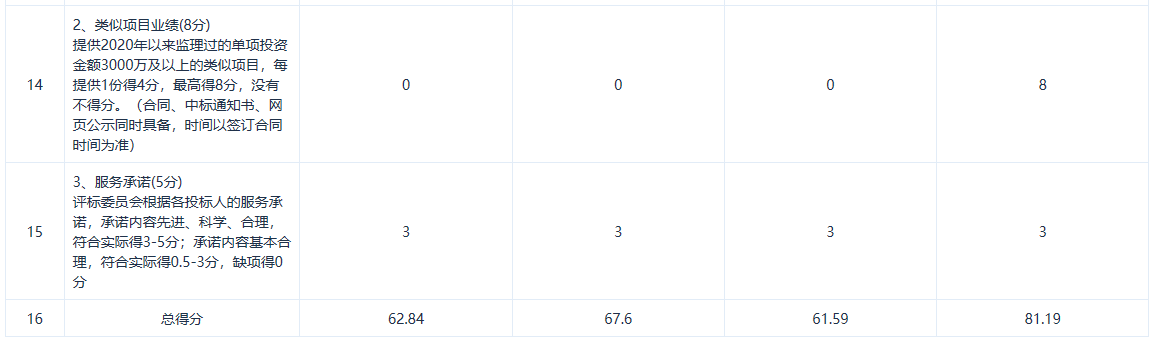 14
2、类似项目业绩(8分)
提供2020年以来监理过的单项投资
金额3000万及以上的类似项目，每
提供1份得4分，最高得8分，没有
不得分。（合同、中标通知书、网
页公示同时具备，时间以签订合同
时间为准）
0
0
0
8
15
3、服务承诺(5分)
评标委员会根据各投标人的服务承
诺，承诺内容先进、科学、合理，
符合实际得3-5分；承诺内容基本合
理，符合实际得0.5-3分，缺项得0
分
3
3
3
3
16
总得分
62.84
67.6
61.59
81.19